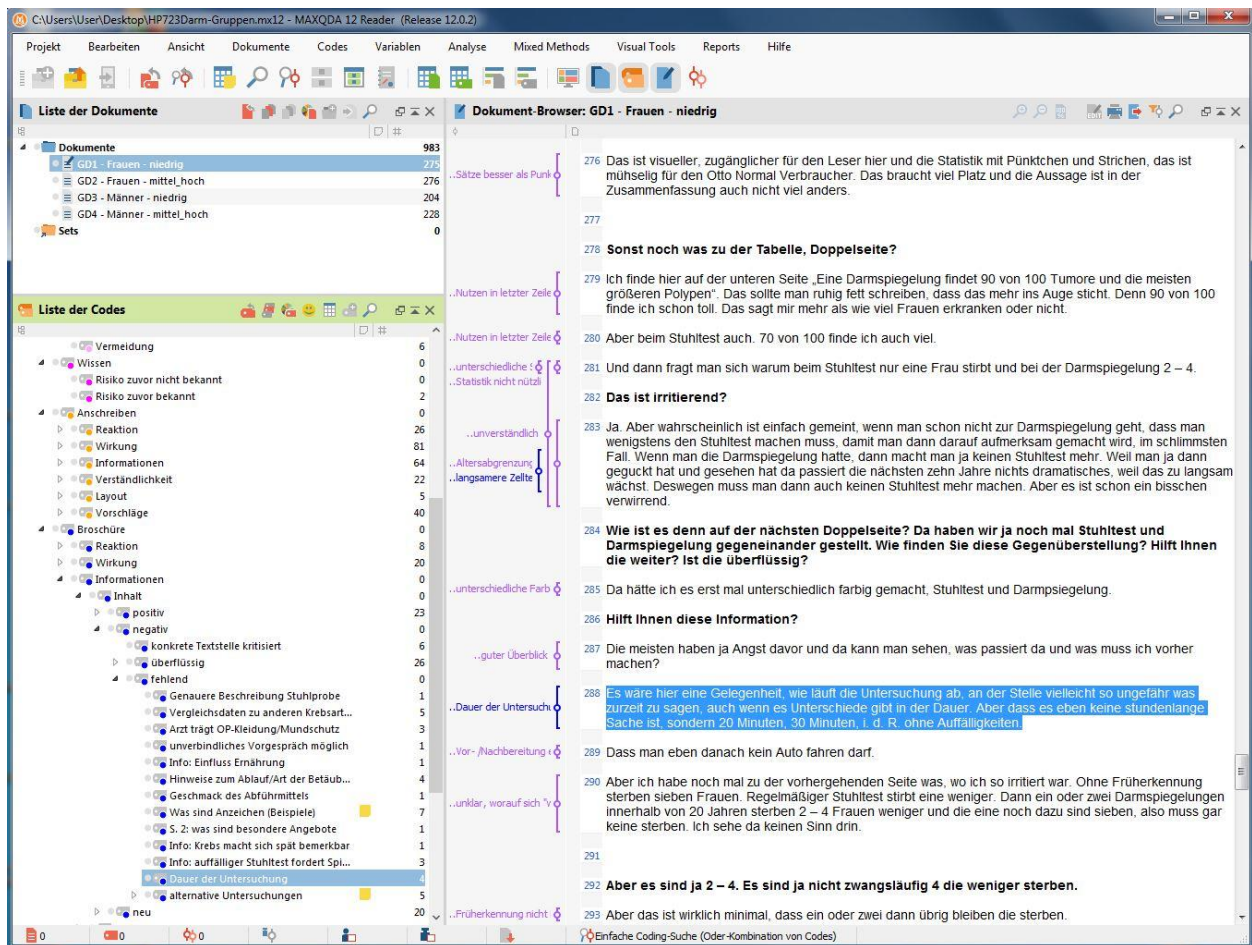 C:\Users\User\Desktop\HP723Darm-Gruppen.mx12 - MAXQDA 12 Reader (Release 12.0.2)
Projekt Bearbeiten Ansicht Dokumente Codes Variablen Analyse Mixed Methods Visual Tools Reports Hilfe
Liste der Dokumente
Dokumente 983
GD1 - Frauen - niedrig 275
GD2 - Frauen - mittel_hoch 276
GD3 - Männer - niedrig 204
GD4 - Männer - mittel_hoch 228
Sets 0
Liste der Codes
Vermeidung 6
Wissen 0
Risiko zuvor nicht bekannt 0
Risiko zuvor bekannt 2
Anschreiben 0
Reaktion 26
Wirkung 81
Informationen 64
Verständlichkeit 22
Layout 5
Vorschläge 40
Broschüre 0
Reaktion 8
Wirkung 20
Informationen 0
Inhalt 0
positiv 23
negativ 0
konkrete Textstelle kritisiert 6
überflüssig 26
fehlend 0
Genauere Beschreibung Stuhlprobe 1
Vergleichsdaten zu anderen Krebsart... 5
Arzt trägt OP-Kleidung/Mundschutz 3
unverbindliches Vorgespräch möglich 1
Info: Einfluss Ernährung 1
Hinweise zum Ablauf/Art der Betäub... 4
Geschmack des Abführmittels 1
Was sind Anzeichen (Beispiele) 7
S. 2: was sind besondere Angebote 1
Info: Krebs macht sich spät bemerkbar 1
Info: auffälliger Stuhltest fordert Spi... 3
Dauer der Untersuchung 4
alternative Untersuchungen 5
neu 20
Dokument-Browser: GD1 - Frauen - niedrig
..Sätze besser als Punk
276 Das ist visueller, zugänglicher für den Leser hier und die Statistik mit Pünktchen und Strichen, das ist
mühselig für den Otto Normal Verbraucher. Das braucht viel Platz und die Aussage ist in der
Zusammenfassung auch nicht viel anders.
277
278 Sonst noch was zu der Tabelle, Doppelseite?
..Nutzen in letzter Zeile
279 Ich finde hier auf der unteren Seite „Eine Darmspiegelung findet 90 von 100 Tumore und die meisten
größeren Polypen“. Das sollte man ruhig fett schreiben, dass das mehr ins Auge sticht. Denn 90 von 100
finde ich schon toll. Das sagt mir mehr als wie viel Frauen erkranken oder nicht.
..Nutzen in letzter Zeile
280 Aber beim Stuhltest auch. 70 von 100 finde ich auch viel.
..unterschiedliche
..Statistik nicht nützli
281 Und dann fragt man sich warum beim Stuhltest nur eine Frau stirbt und bei der Darmspiegelung 2 – 4.
282 Das ist irritierend?
..unverständlich
..Altersabgrenzung
..langsamere Zellte
283 Ja. Aber wahrscheinlich ist einfach gemeint, wenn man schon nicht zur Darmspiegelung geht, dass man
wenigstens den Stuhltest machen muss, damit man dann darauf aufmerksam gemacht wird, im schlimmsten
Fall. Wenn man die Darmspiegelung hatte, dann macht man ja keinen Stuhltest mehr. Weil man ja dann
geguckt hat und gesehen hat da passiert die nächsten zehn Jahre nichts dramatisches, weil das zu langsam
wächst. Deswegen muss man dann auch keinen Stuhltest mehr machen. Aber es ist schon ein bisschen
verwirrend.
284 Wie ist es denn auf der nächsten Doppelseite? Da haben wir ja noch mal Stuhltest und
Darmspiegelung gegeneinander gestellt. Wie finden Sie diese Gegenüberstellung? Hilft Ihnen
die weiter? Ist die überflüssig?
..unterschiedliche Farb
285 Da hätte ich es erst mal unterschiedlich farbig gemacht, Stuhltest und Darmpsiegelung.
286 Hilft Ihnen diese Information?
..guter Überblick
287 Die meisten haben ja Angst davor und da kann man sehen, was passiert da und was muss ich vorher
machen?
..Dauer der Untersuchu
288 Es wäre hier eine Gelegenheit, wie läuft die Untersuchung ab, an der Stelle vielleicht so ungefähr was
zurzeit zu sagen, auch wenn es Unterschiede gibt in der Dauer. Aber dass es eben keine stundenlange
Sache ist, sondern 20 Minuten, 30 Minuten, i. d. R. ohne Auffälligkeiten.
..Vor- /Nachbereitung
289 Dass man eben danach kein Auto fahren darf.
..unklar, worauf sich "v
290 Aber ich habe noch mal zu der vorhergehenden Seite was, wo ich so irritiert war. Ohne Früherkennung
sterben sieben Frauen. Regelmäßiger Stuhltest stirbt eine weniger. Dann ein oder zwei Darmspiegelungen
innerhalb von 20 Jahren sterben 2 – 4 Frauen weniger und die eine noch dazu sind sieben, also muss gar
keine sterben. Ich sehe da keinen Sinn drin.
291
292 Aber es sind ja 2 – 4. Es sind ja nicht zwangsläufig 4 die weniger sterben.
..Früherkennung nicht
293 Aber das ist wirklich minimal, dass ein oder zwei dann übrig bleiben die sterben.
0 0 0 Einfache Coding-Suche (Oder-Kombination von Codes)